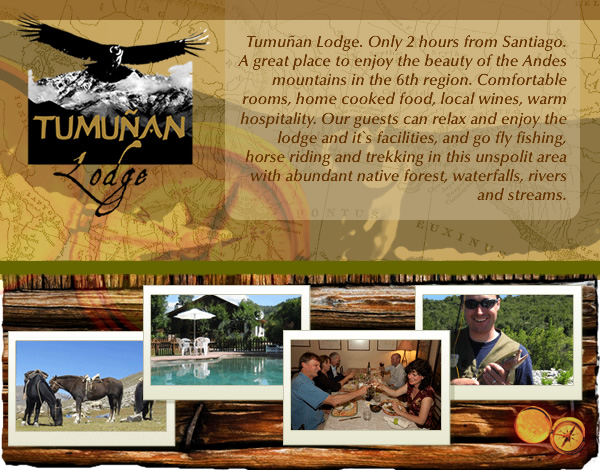 TUMUÑAN
Lodge
Tumuñan Lodge. Only 2 hours from Santiago.
A great place to enjoy the beauty of the Andes
mountains in the 6th region. Comfortable
rooms, home cooked food, local wines, warm
hospitality. Our guests can relax and enjoy the
lodge and it`s facilities, and go fly fishing,
horse riding and trekking in this unspolit area
with abundant native forest, waterfalls, rivers
and streams.
PONTUS
EUXINUS